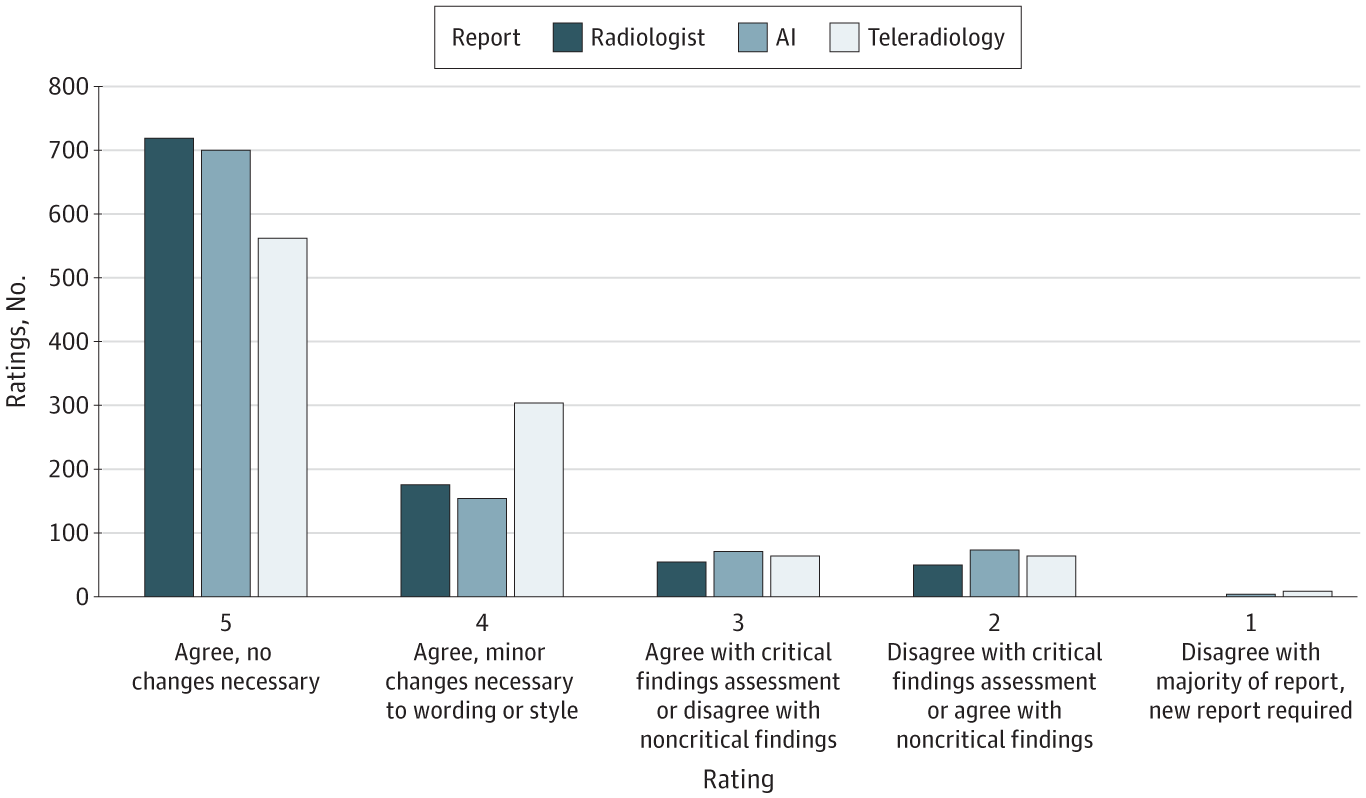 Report Radiologist AI Teleradiology
800
700
600
500
400
300
200
100
0
Ratings, No.
5
Agree, no
changes necessary
4
Agree, minor
changes necessary
to wording or style
3
Agree with critical
findings assessment
or disagree with
noncritical findings
2
Disagree with critical
findings assessment
or agree with
noncritical findings
1
Disagree with
majority of report,
new report required
Rating